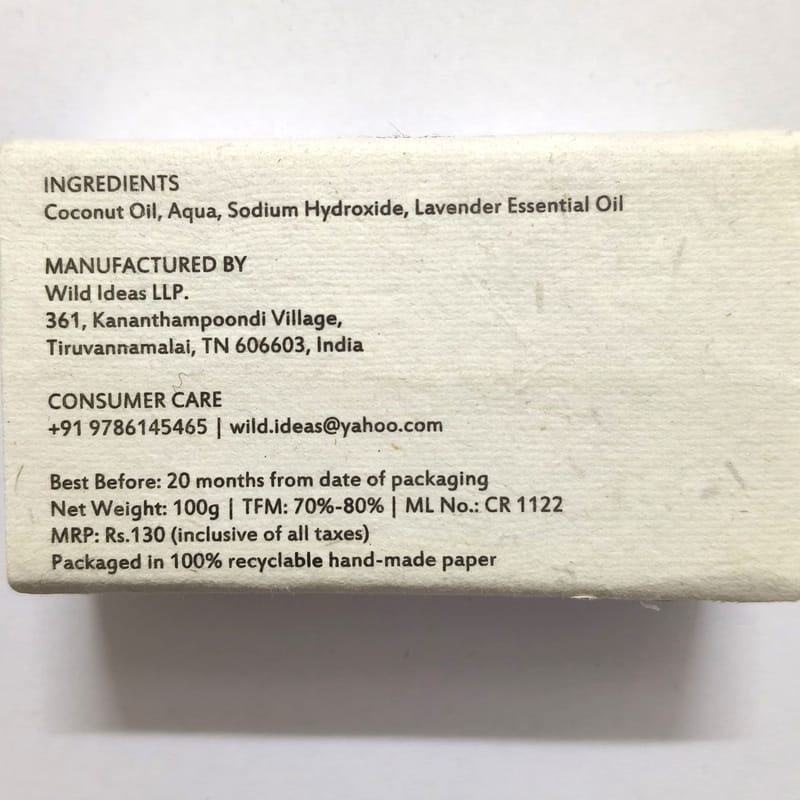 INGREDIENTS
Coconut Oil, Aqua, Sodium Hydroxide, Lavender Essential Oil
MANUFACTURED BY
Wild Ideas LLP.
361, Kananthampoondi Village,
Tiruvannamalai, TN 606603, India
CONSUMER CARE
+91 9786145465 | wild.ideas@yahoo.com
Best Before: 20 months from date of packaging
Net Weight: 100g | TFM: 70%-80% | ML No.: CR 1122
MRP: Rs.130 (inclusive of all taxes)
Packaged in 100% recyclable hand-made paper